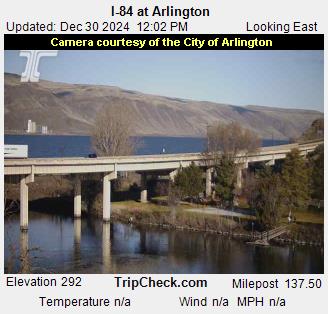 I-84 at Arlington
Updated: Dec 30 2024 12:02 PM Looking East
Camera courtesy of the City of Arlington
Elevation 292 TripCheck.com Milepost 137.50
Temperature n/a Wind n/a MPH n/a